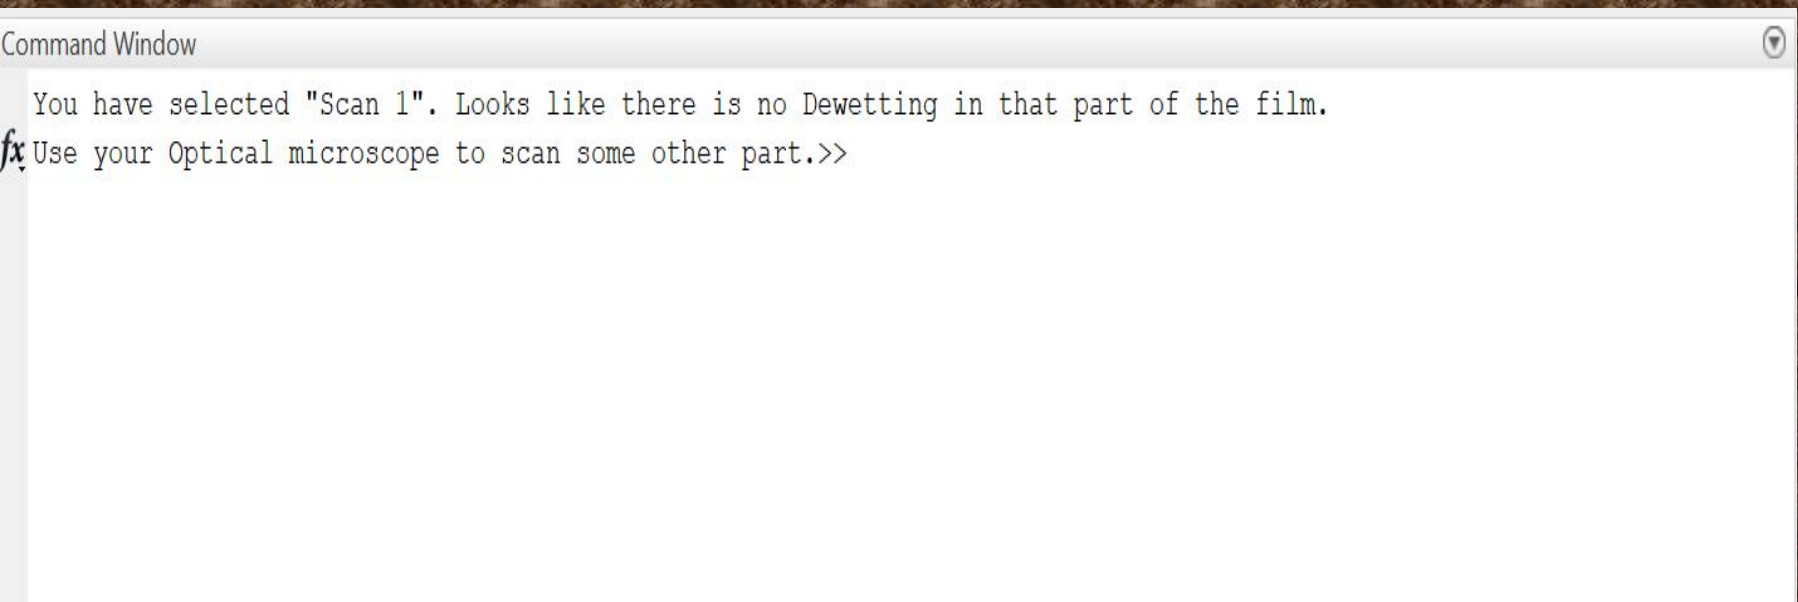 Command Window
You have selected "Scan 1". Looks like there is no Dewetting in that part of the film.
fx Use your Optical microscope to scan some other part.>>